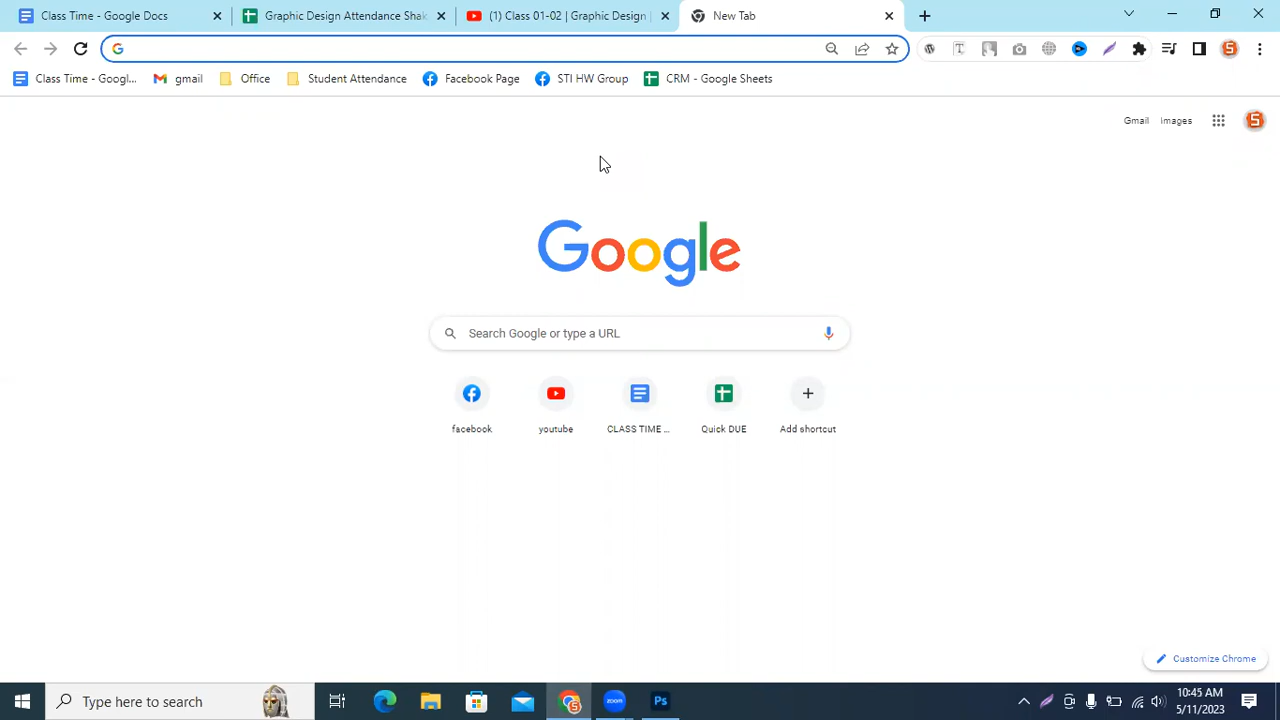 Class Time - Google Docs
Graphic Design Attendance Shak
(1) Class 01-02 | Graphic Design
New Tab
Class Time - Googl...
gmail
Office
Student Attendance
Facebook Page
STI HW Group
CRM - Google Sheets
Gmail
Images
Google
Search Google or type a URL
facebook
youtube
CLASS TIME ...
Quick DUE
Add shortcut
Customize Chrome
Type here to search
zoom
Ps
10:45 AM
5/11/2023